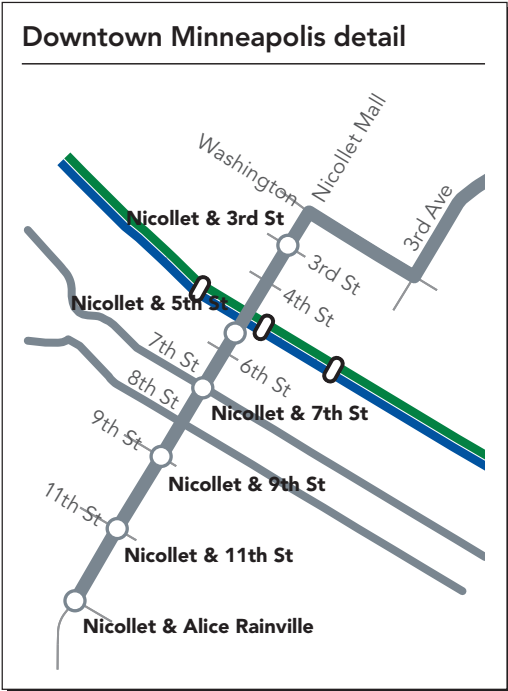 Downtown Minneapolis detail
Nicollet Mall
Washington
3rd Ave
Nicollet & 3rd St
3rd St
4th St
Nicollet & 5th St
7th St
6th St
8th St
Nicollet & 7th St
9th St
Nicollet & 9th St
11th St
Nicollet & 11th St
Nicollet & Alice Rainville